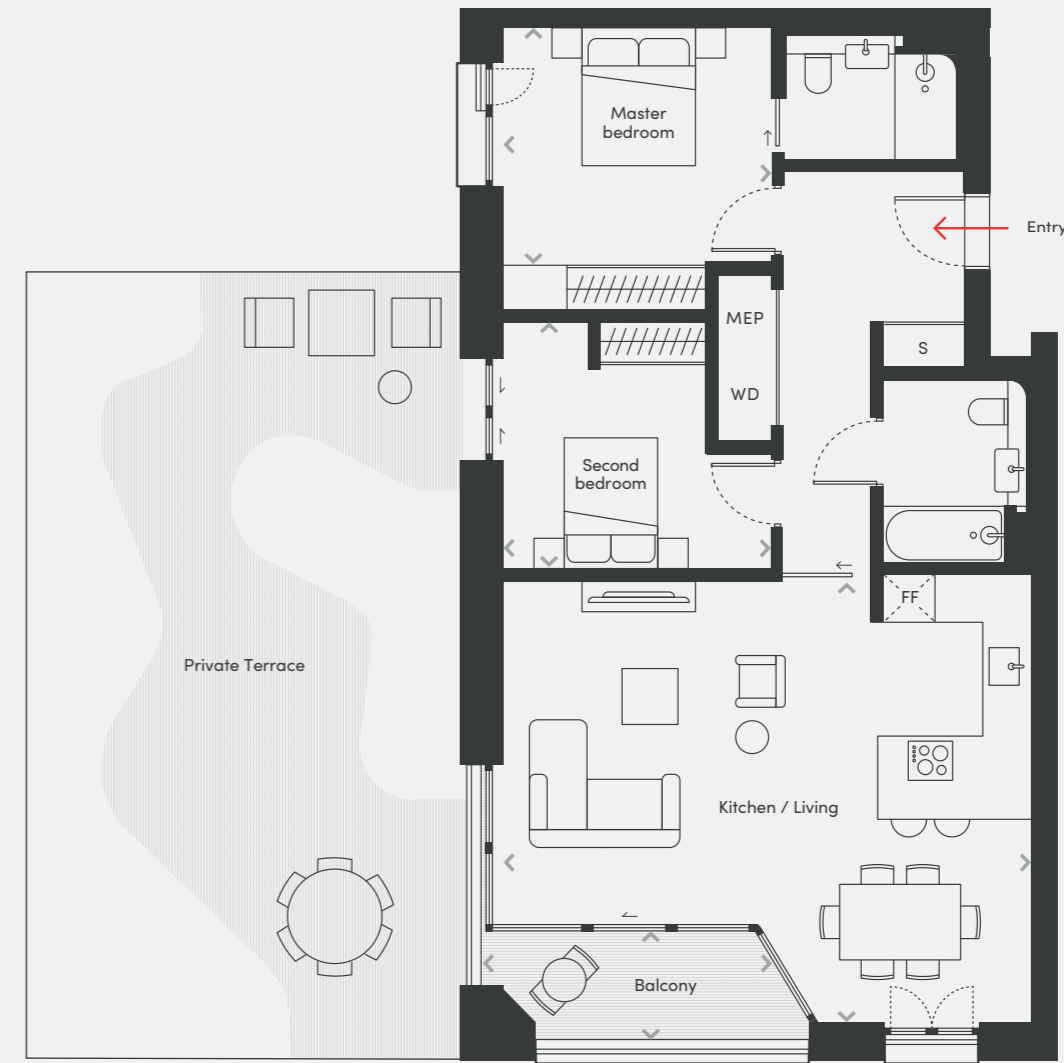 Master
bedroom
Entry
MEP
S
WD
Second
bedroom
FF
Private Terrace
Kitchen / Living
Balcony